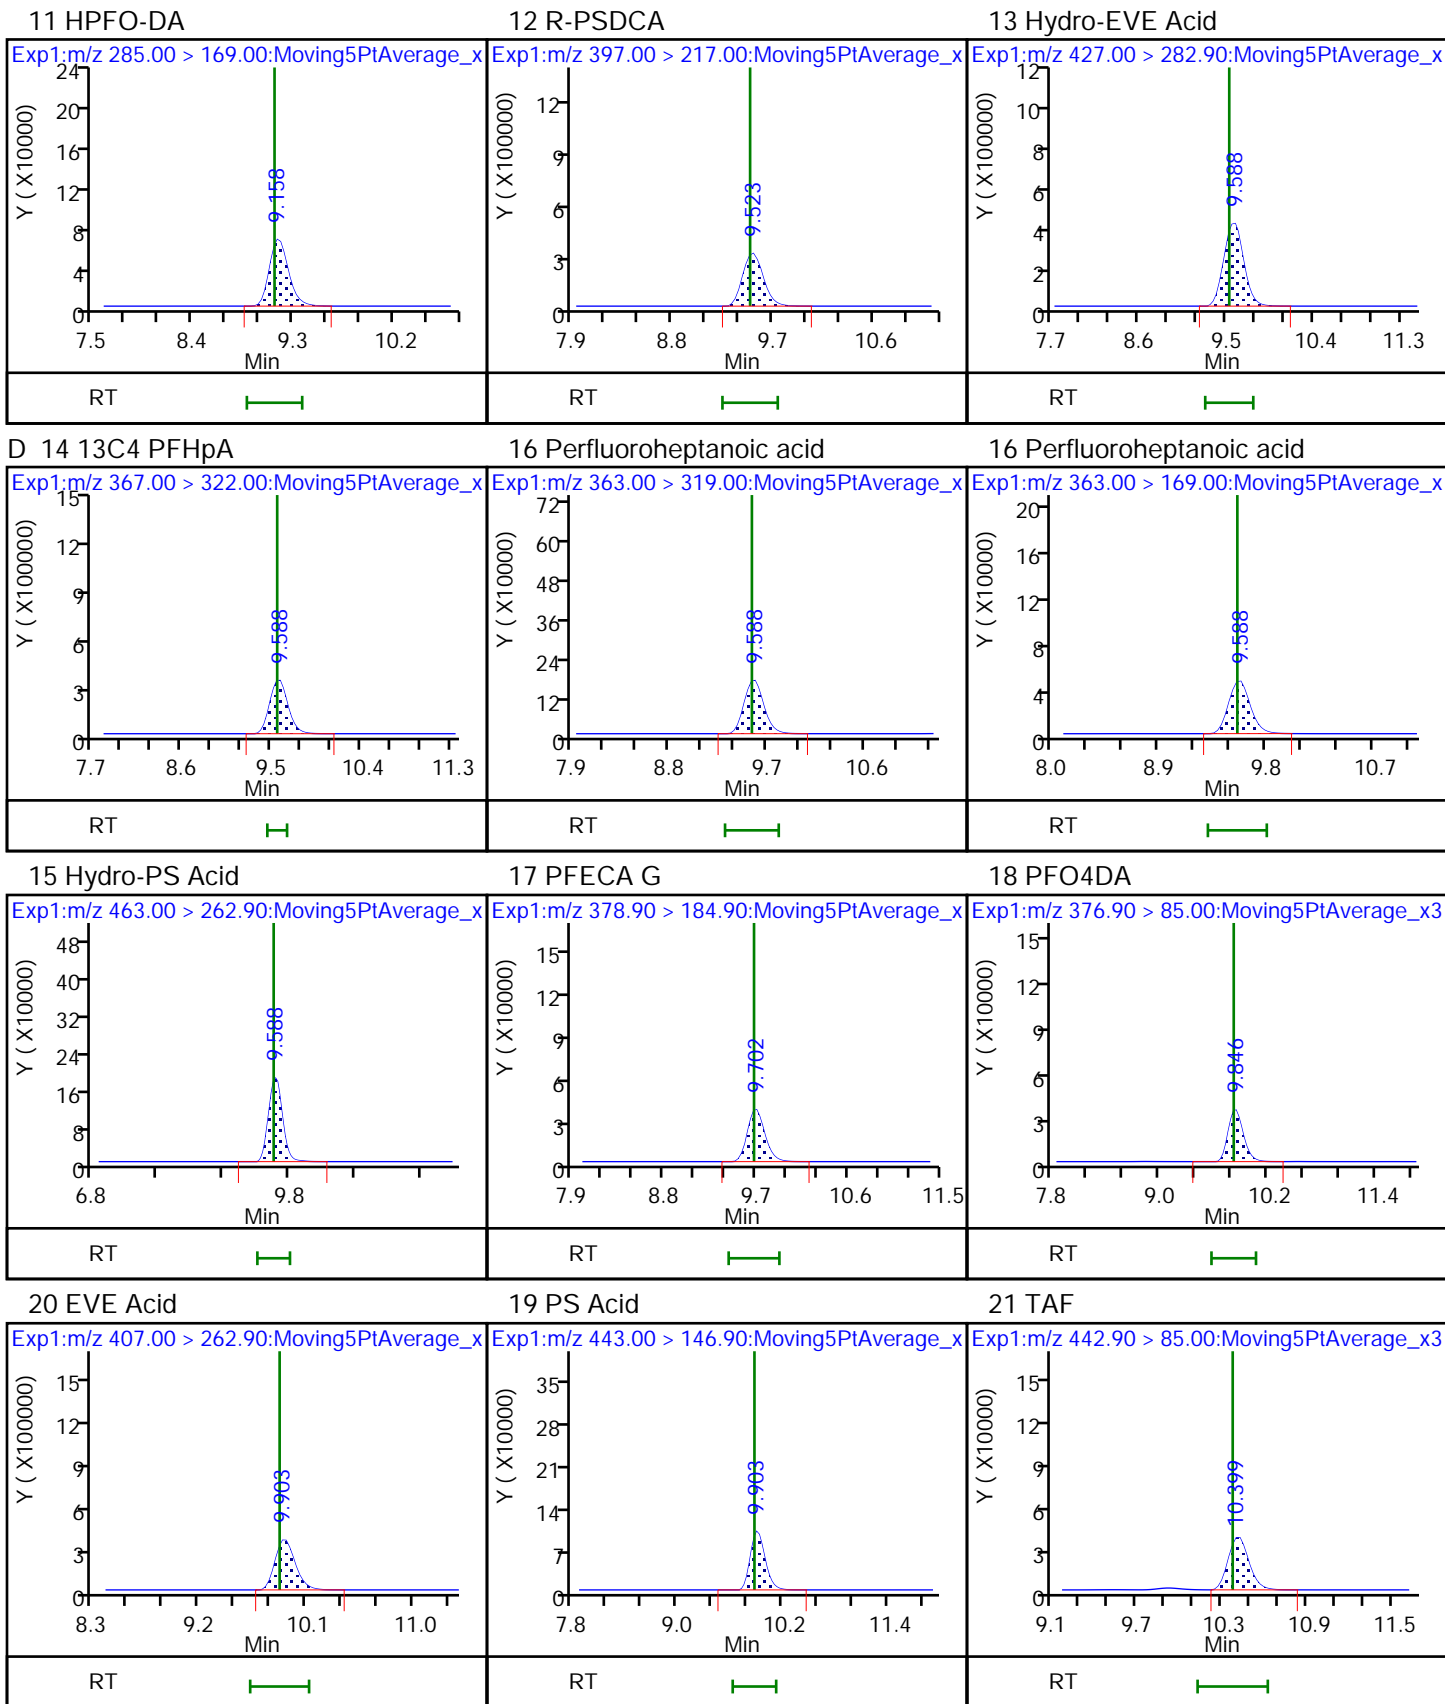 11 HPFO-DA
Exp1:m/z 285.00 > 169.00:Moving5PtAverage_x
Y ( X100000)
24
20
16
12
8
4
0
9.158
7.5 8.4 9.3 10.2
Min
RT
12 R-PSDCA
Exp1:m/z 397.00 > 217.00:Moving5PtAverage_x
Y ( X100000)
12
9
6
3
0
9.523
7.9 8.8 9.7 10.6
Min
RT
13 Hydro-EVE Acid
Exp1:m/z 427.00 > 282.90:Moving5PtAverage_x
Y ( X100000)
12
10
8
6
4
2
0
9.588
7.7 8.6 9.5 10.4 11.3
Min
RT
D 14 13C4 PFHpA
Exp1:m/z 367.00 > 322.00:Moving5PtAverage_x
Y ( X100000)
15
12
9
6
3
0
9.588
7.7 8.6 9.5 10.4 11.3
Min
RT
16 Perfluoroheptanoic acid
Exp1:m/z 363.00 > 319.00:Moving5PtAverage_x
Y ( X10000)
72
60
48
36
24
12
0
9.588
7.9 8.8 9.7 10.6
Min
RT
16 Perfluoroheptanoic acid
Exp1:m/z 363.00 > 169.00:Moving5PtAverage_x
Y ( X10000)
20
16
12
8
4
0
9.588
8.0 8.9 9.8 10.7
Min
RT
15 Hydro-PS Acid
Exp1:m/z 463.00 > 262.90:Moving5PtAverage_x
Y ( X10000)
48
40
32
24
16
8
0
9.588
6.8 9.8
Min
RT
17 PFECA G
Exp1:m/z 378.90 > 184.90:Moving5PtAverage_x
Y ( X10000)
15
12
9
6
3
0
9.702
7.9 8.8 9.7 10.6 11.5
Min
RT
18 PFO4DA
Exp1:m/z 376.90 > 85.00:Moving5PtAverage_x3
Y ( X10000)
15
12
9
6
3
0
9.846
7.8 9.0 10.2 11.4
Min
RT
20 EVE Acid
Exp1:m/z 407.00 > 262.90:Moving5PtAverage_x
Y ( X100000)
15
12
9
6
3
0
9.903
8.3 9.2 10.1 11.0
Min
RT
19 PS Acid
Exp1:m/z 443.00 > 146.90:Moving5PtAverage_x
Y ( X10000)
35
28
21
14
7
0
9.903
7.8 9.0 10.2 11.4
Min
RT
21 TAF
Exp1:m/z 442.90 > 85.00:Moving5PtAverage_x3
Y ( X10000)
15
12
9
6
3
0
10.399
9.1 9.7 10.3 10.9 11.5
Min
RT